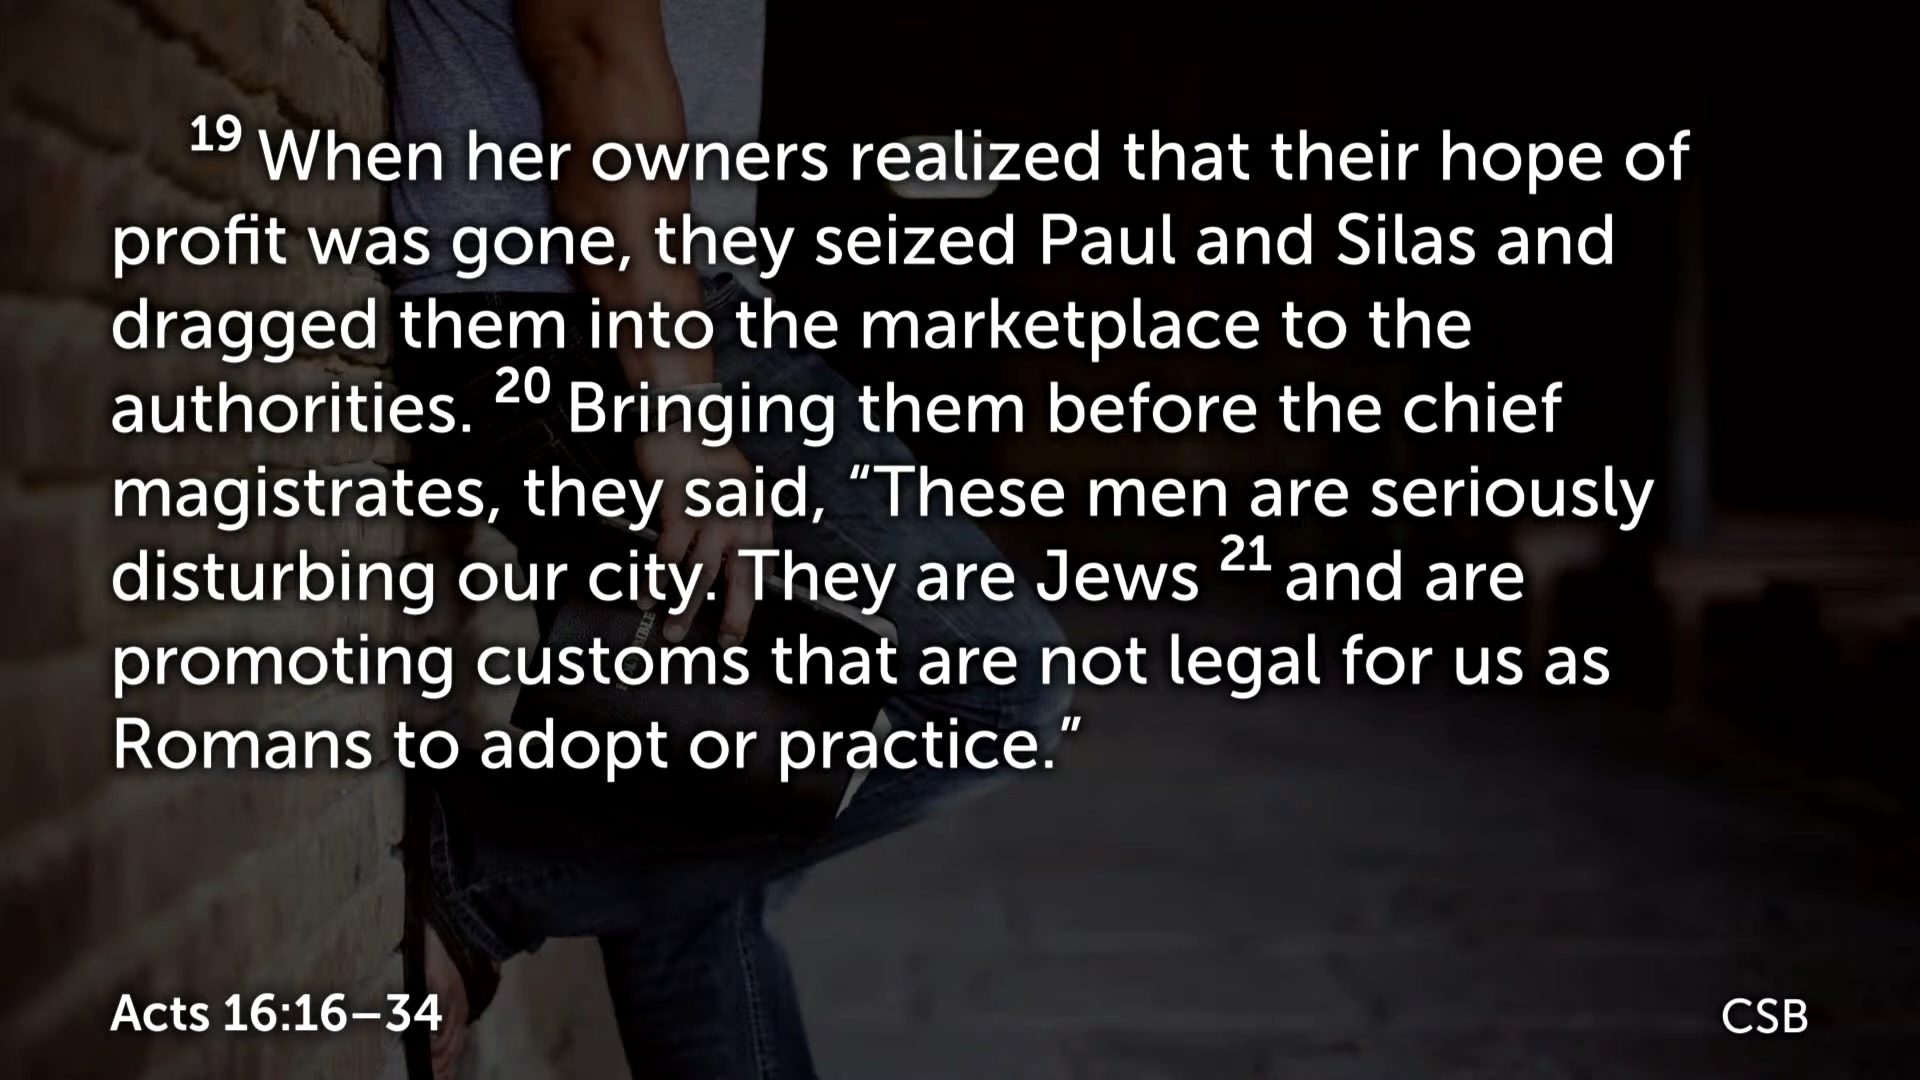 19 When her owners realized that their hope of
profit was gone, they seized Paul and Silas and
dragged them into the marketplace to the
authorities. 20 Bringing them before the chief
magistrates, they said, “These men are seriously
disturbing our city. They are Jews 21 and are
promoting customs that are not legal for us as
Romans to adopt or practice.”
BIBLE
Acts 16:16–34
CSB